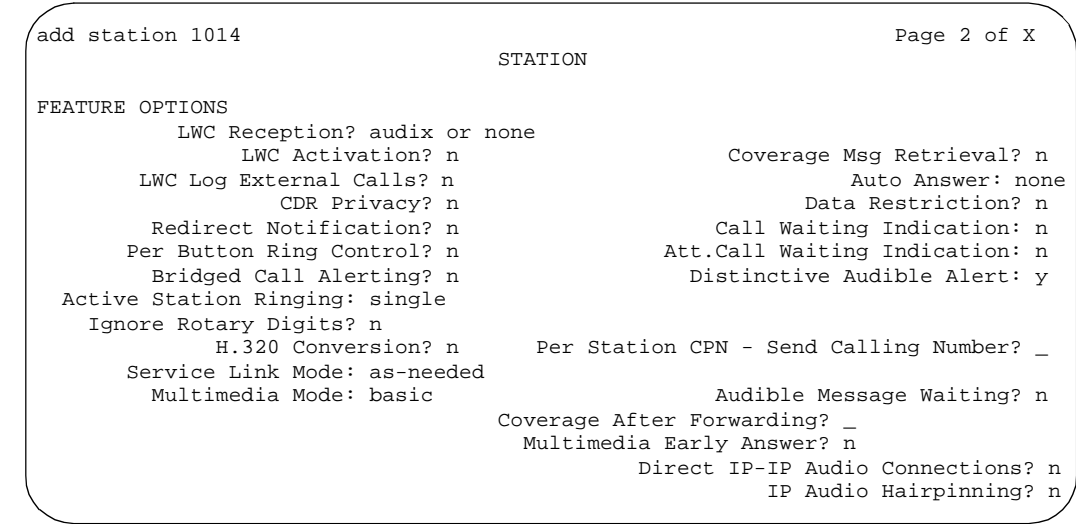 add station 1014 Page 2 of X
STATION
FEATURE OPTIONS
LWC Reception? audix or none
LWC Activation? n Coverage Msg Retrieval? n
LWC Log External Calls? n Auto Answer: none
CDR Privacy? n Data Restriction? n
Redirect Notification? n Call Waiting Indication: n
Per Button Ring Control? n Att.Call Waiting Indication: n
Bridged Call Alerting? n Distinctive Audible Alert: y
Active Station Ringing: single
Ignore Rotary Digits? n
H.320 Conversion? n Per Station CPN - Send Calling Number? _
Service Link Mode: as-needed
Multimedia Mode: basic Audible Message Waiting? n
Coverage After Forwarding? _
Multimedia Early Answer? n
Direct IP-IP Audio Connections? n
IP Audio Hairpinning? n